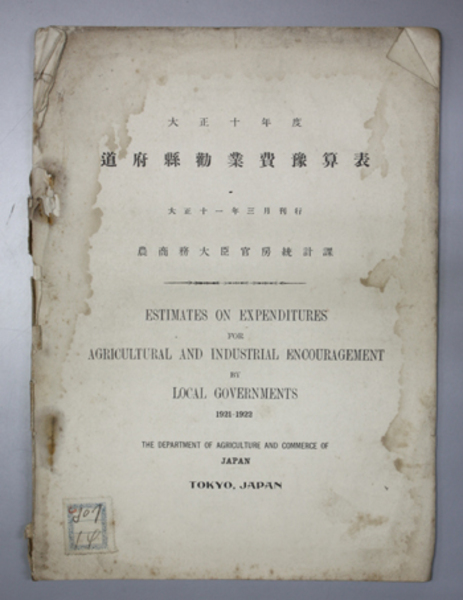 大正十年度
道府縣勸業費豫算表
大正十一年三月刊行
農商務大臣官房統計課
ESTIMATES ON EXPENDITURES
FOR
AGRICULTURAL AND INDUSTRIAL ENCOURAGEMENT
BY
LOCAL GOVERNMENTS
1921-1922
THE DEPARTMENT OF AGRICULTURE AND COMMERCE OF
JAPAN
TOKYO, JAPAN
14